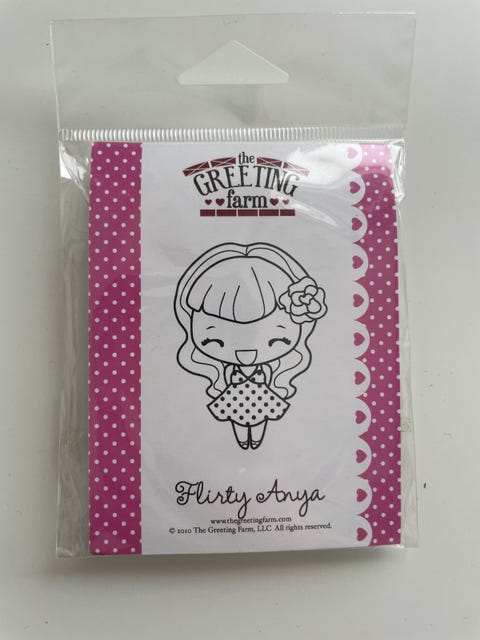 the
GREETING
farm
Flirty Anya
www.thegreetingfarm.com
© 2010 The Greeting Farm, LLC All rights reserved.